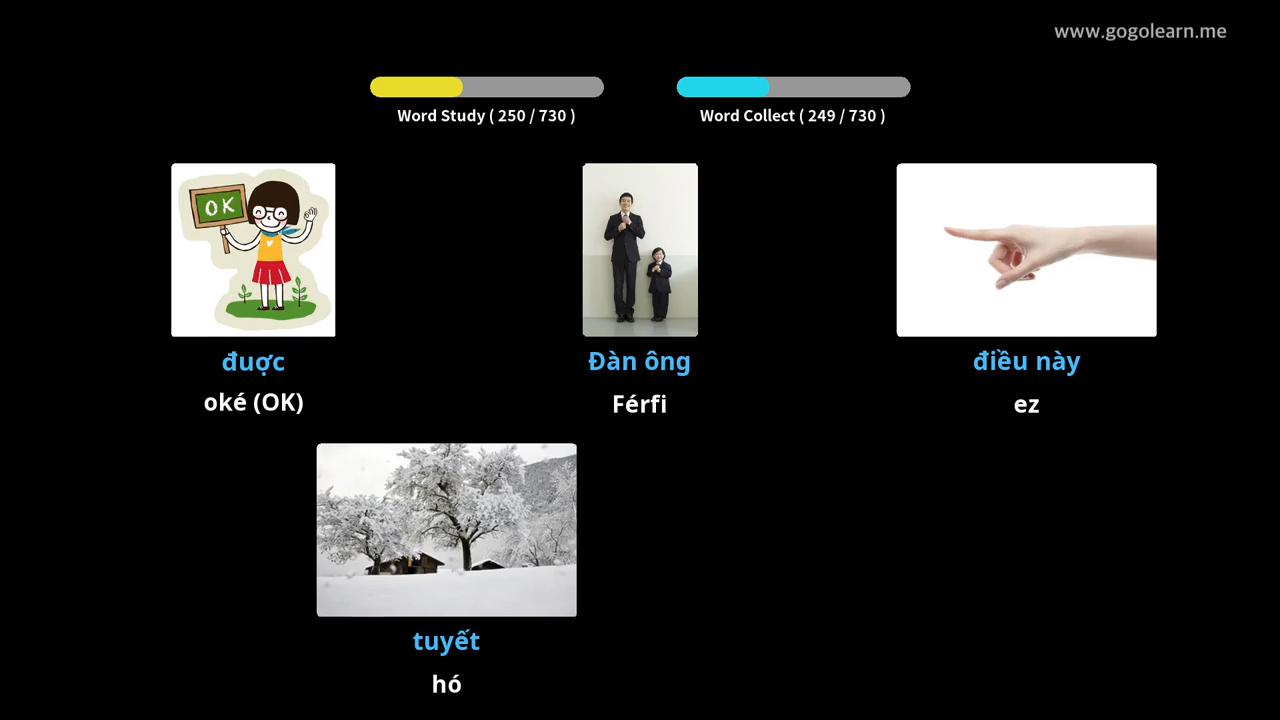 www.gogolearn.me
Word Study ( 250 / 730 )
Word Collect ( 249 / 730 )
OK
đuợc
oké (OK)
Đàn ông
Férfi
điều này
ez
tuyết
hó